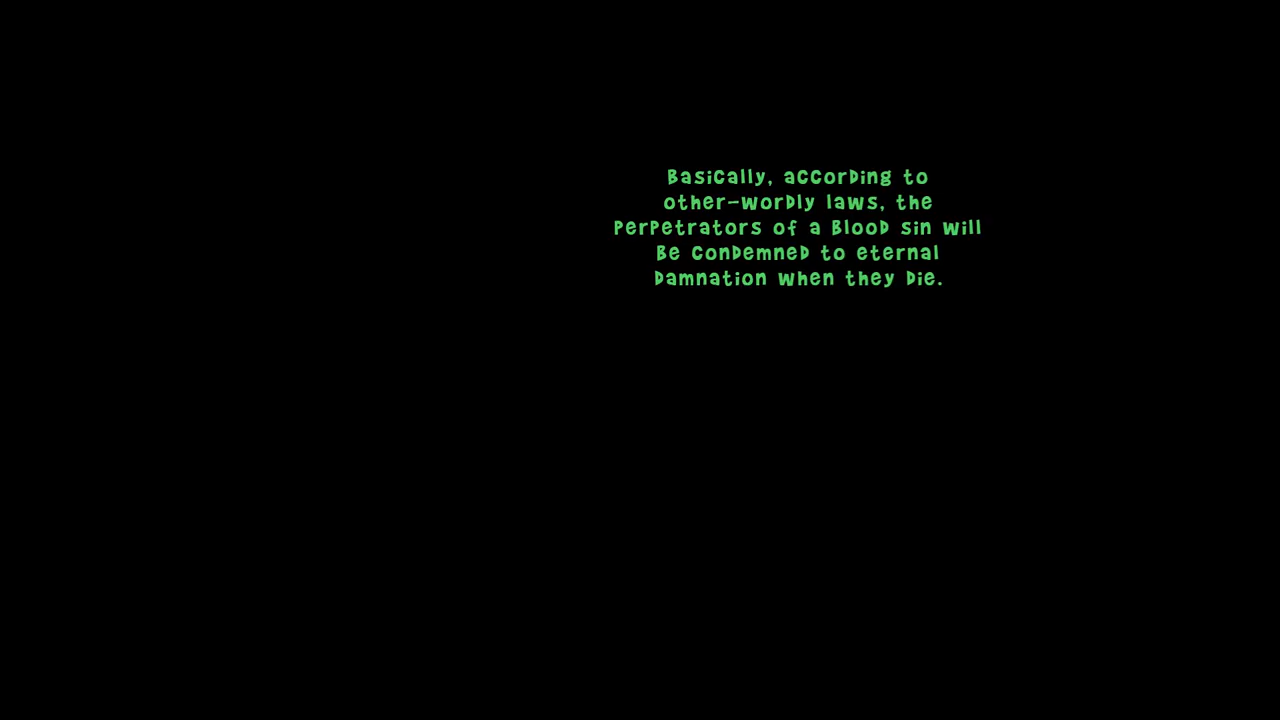 Basically, according to
other-wordly laws, the
perpetrators of a blood sin will
be condemned to eternal
damnation when they die.